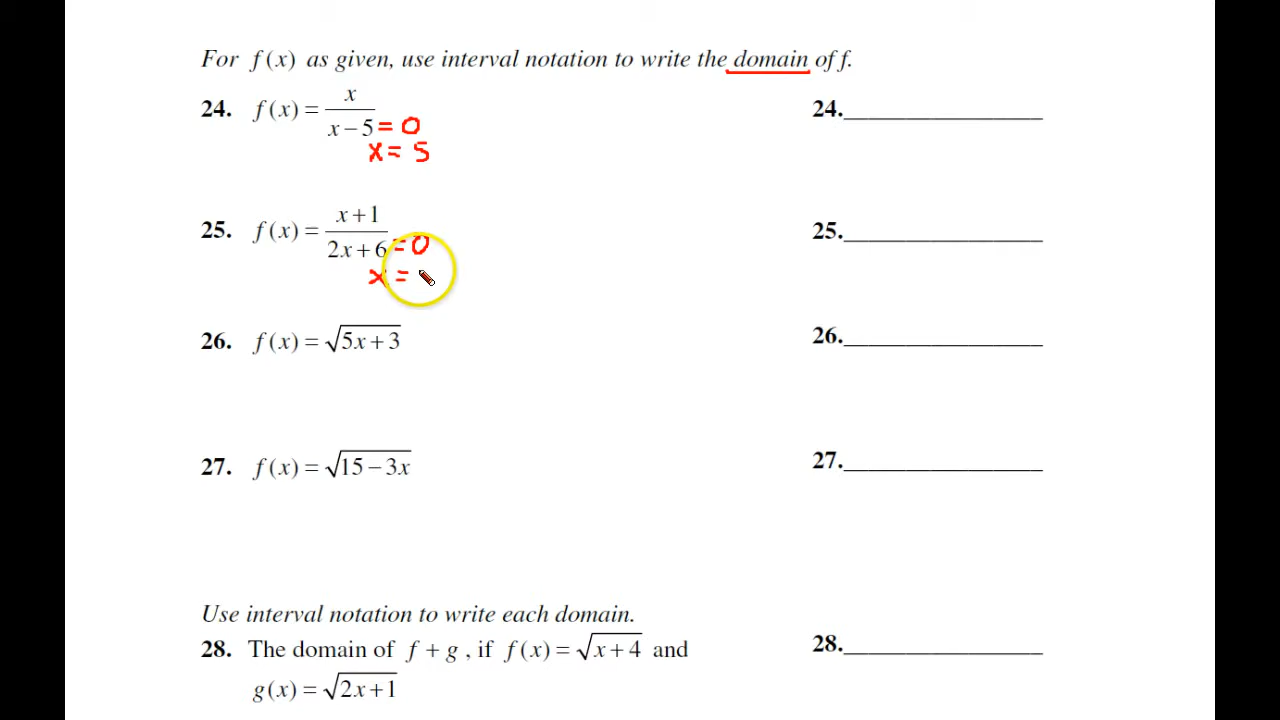 For f(x) as given, use interval notation to write the domain of f.
24. f(x) = x / (x − 5) = 0 24.________________
x = 5
25. f(x) = (x + 1) / (2x + 6) = 0 25.________________
x =
26. f(x) = √(5x + 3) 26.________________
27. f(x) = √(15 − 3x) 27.________________
Use interval notation to write each domain.
28. The domain of f + g , if f(x) = √(x + 4) and 28.________________
g(x) = √(2x + 1)